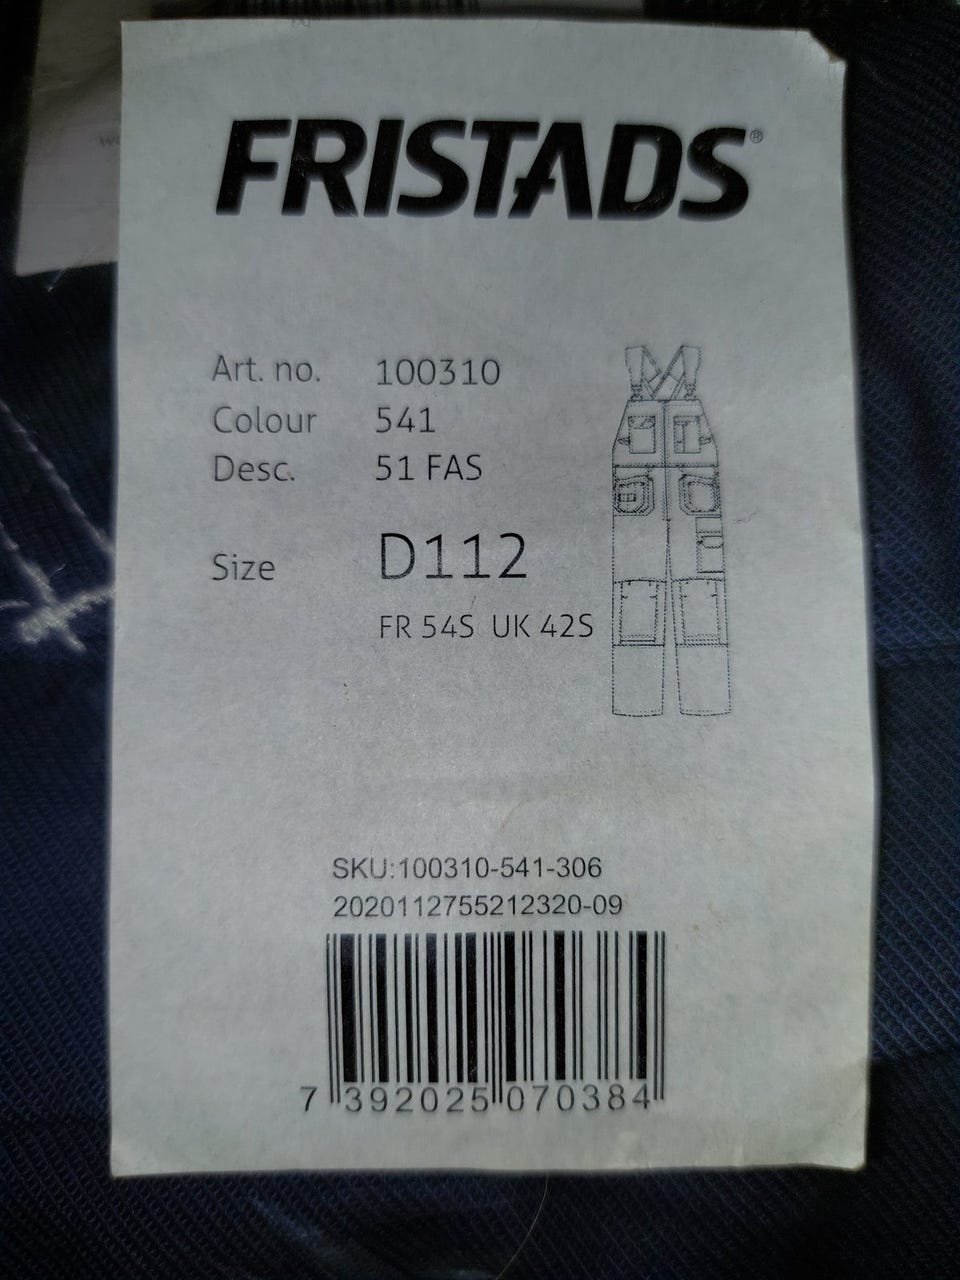 FRISTADS®
Art. no. 100310
Colour 541
Desc. 51 FAS
Size D112
FR 54S UK 42S
SKU:100310-541-306
2020112755212320-09
7 392025 070384